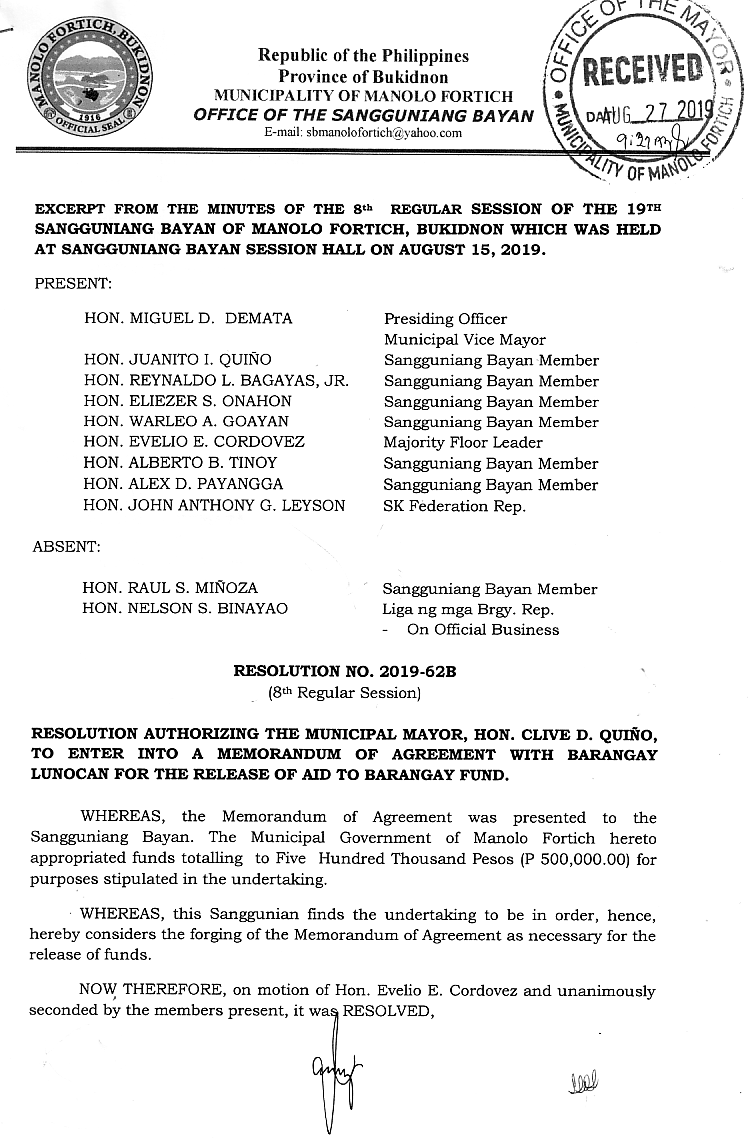 MANOLO FORTICH, BUKIDNON
1916
OFFICIAL SEAL
Republic of the Philippines
Province of Bukidnon
MUNICIPALITY OF MANOLO FORTICH
OFFICE OF THE SANGGUNIANG BAYAN
E-mail: sbmanolofortich@yahoo.com
OFFICE OF THE MAYOR
RECEIVED
DA AUG 27 2019
MUNICIPALITY OF MANOLO FORTICH
EXCERPT FROM THE MINUTES OF THE 8th REGULAR SESSION OF THE 19TH
SANGGUNIANG BAYAN OF MANOLO FORTICH, BUKIDNON WHICH WAS HELD
AT SANGGUNIANG BAYAN SESSION HALL ON AUGUST 15, 2019.
PRESENT:
HON. MIGUEL D. DEMATA Presiding Officer
Municipal Vice Mayor
HON. JUANITO I. QUIÑO Sangguniang Bayan Member
HON. REYNALDO L. BAGAYAS, JR. Sangguniang Bayan Member
HON. ELIEZER S. ONAHON Sangguniang Bayan Member
HON. WARLEO A. GOAYAN Sangguniang Bayan Member
HON. EVELIO E. CORDOVEZ Majority Floor Leader
HON. ALBERTO B. TINOY Sangguniang Bayan Member
HON. ALEX D. PAYANGGA Sangguniang Bayan Member
HON. JOHN ANTHONY G. LEYSON SK Federation Rep.
ABSENT:
HON. RAUL S. MIÑOZA Sangguniang Bayan Member
HON. NELSON S. BINAYAO Liga ng mga Brgy. Rep.
- On Official Business
RESOLUTION NO. 2019-62B
(8th Regular Session)
RESOLUTION AUTHORIZING THE MUNICIPAL MAYOR, HON. CLIVE D. QUIÑO,
TO ENTER INTO A MEMORANDUM OF AGREEMENT WITH BARANGAY
LUNOCAN FOR THE RELEASE OF AID TO BARANGAY FUND.
WHEREAS, the Memorandum of Agreement was presented to the
Sangguniang Bayan. The Municipal Government of Manolo Fortich hereto
appropriated funds totalling to Five Hundred Thousand Pesos (P 500,000.00) for
purposes stipulated in the undertaking.
WHEREAS, this Sanggunian finds the undertaking to be in order, hence,
hereby considers the forging of the Memorandum of Agreement as necessary for the
release of funds.
NOW THEREFORE, on motion of Hon. Evelio E. Cordovez and unanimously
seconded by the members present, it was RESOLVED,